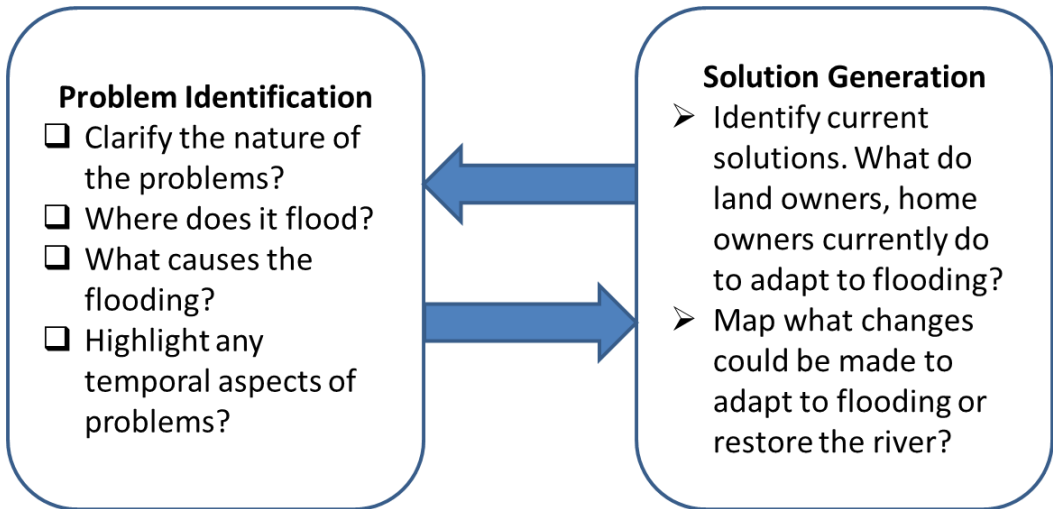 Problem Identification
❑ Clarify the nature of
the problems?
❑ Where does it flood?
❑ What causes the
flooding?
❑ Highlight any
temporal aspects of
problems?
Solution Generation
➢ Identify current
solutions. What do
land owners, home
owners currently do
to adapt to flooding?
➢ Map what changes
could be made to
adapt to flooding or
restore the river?